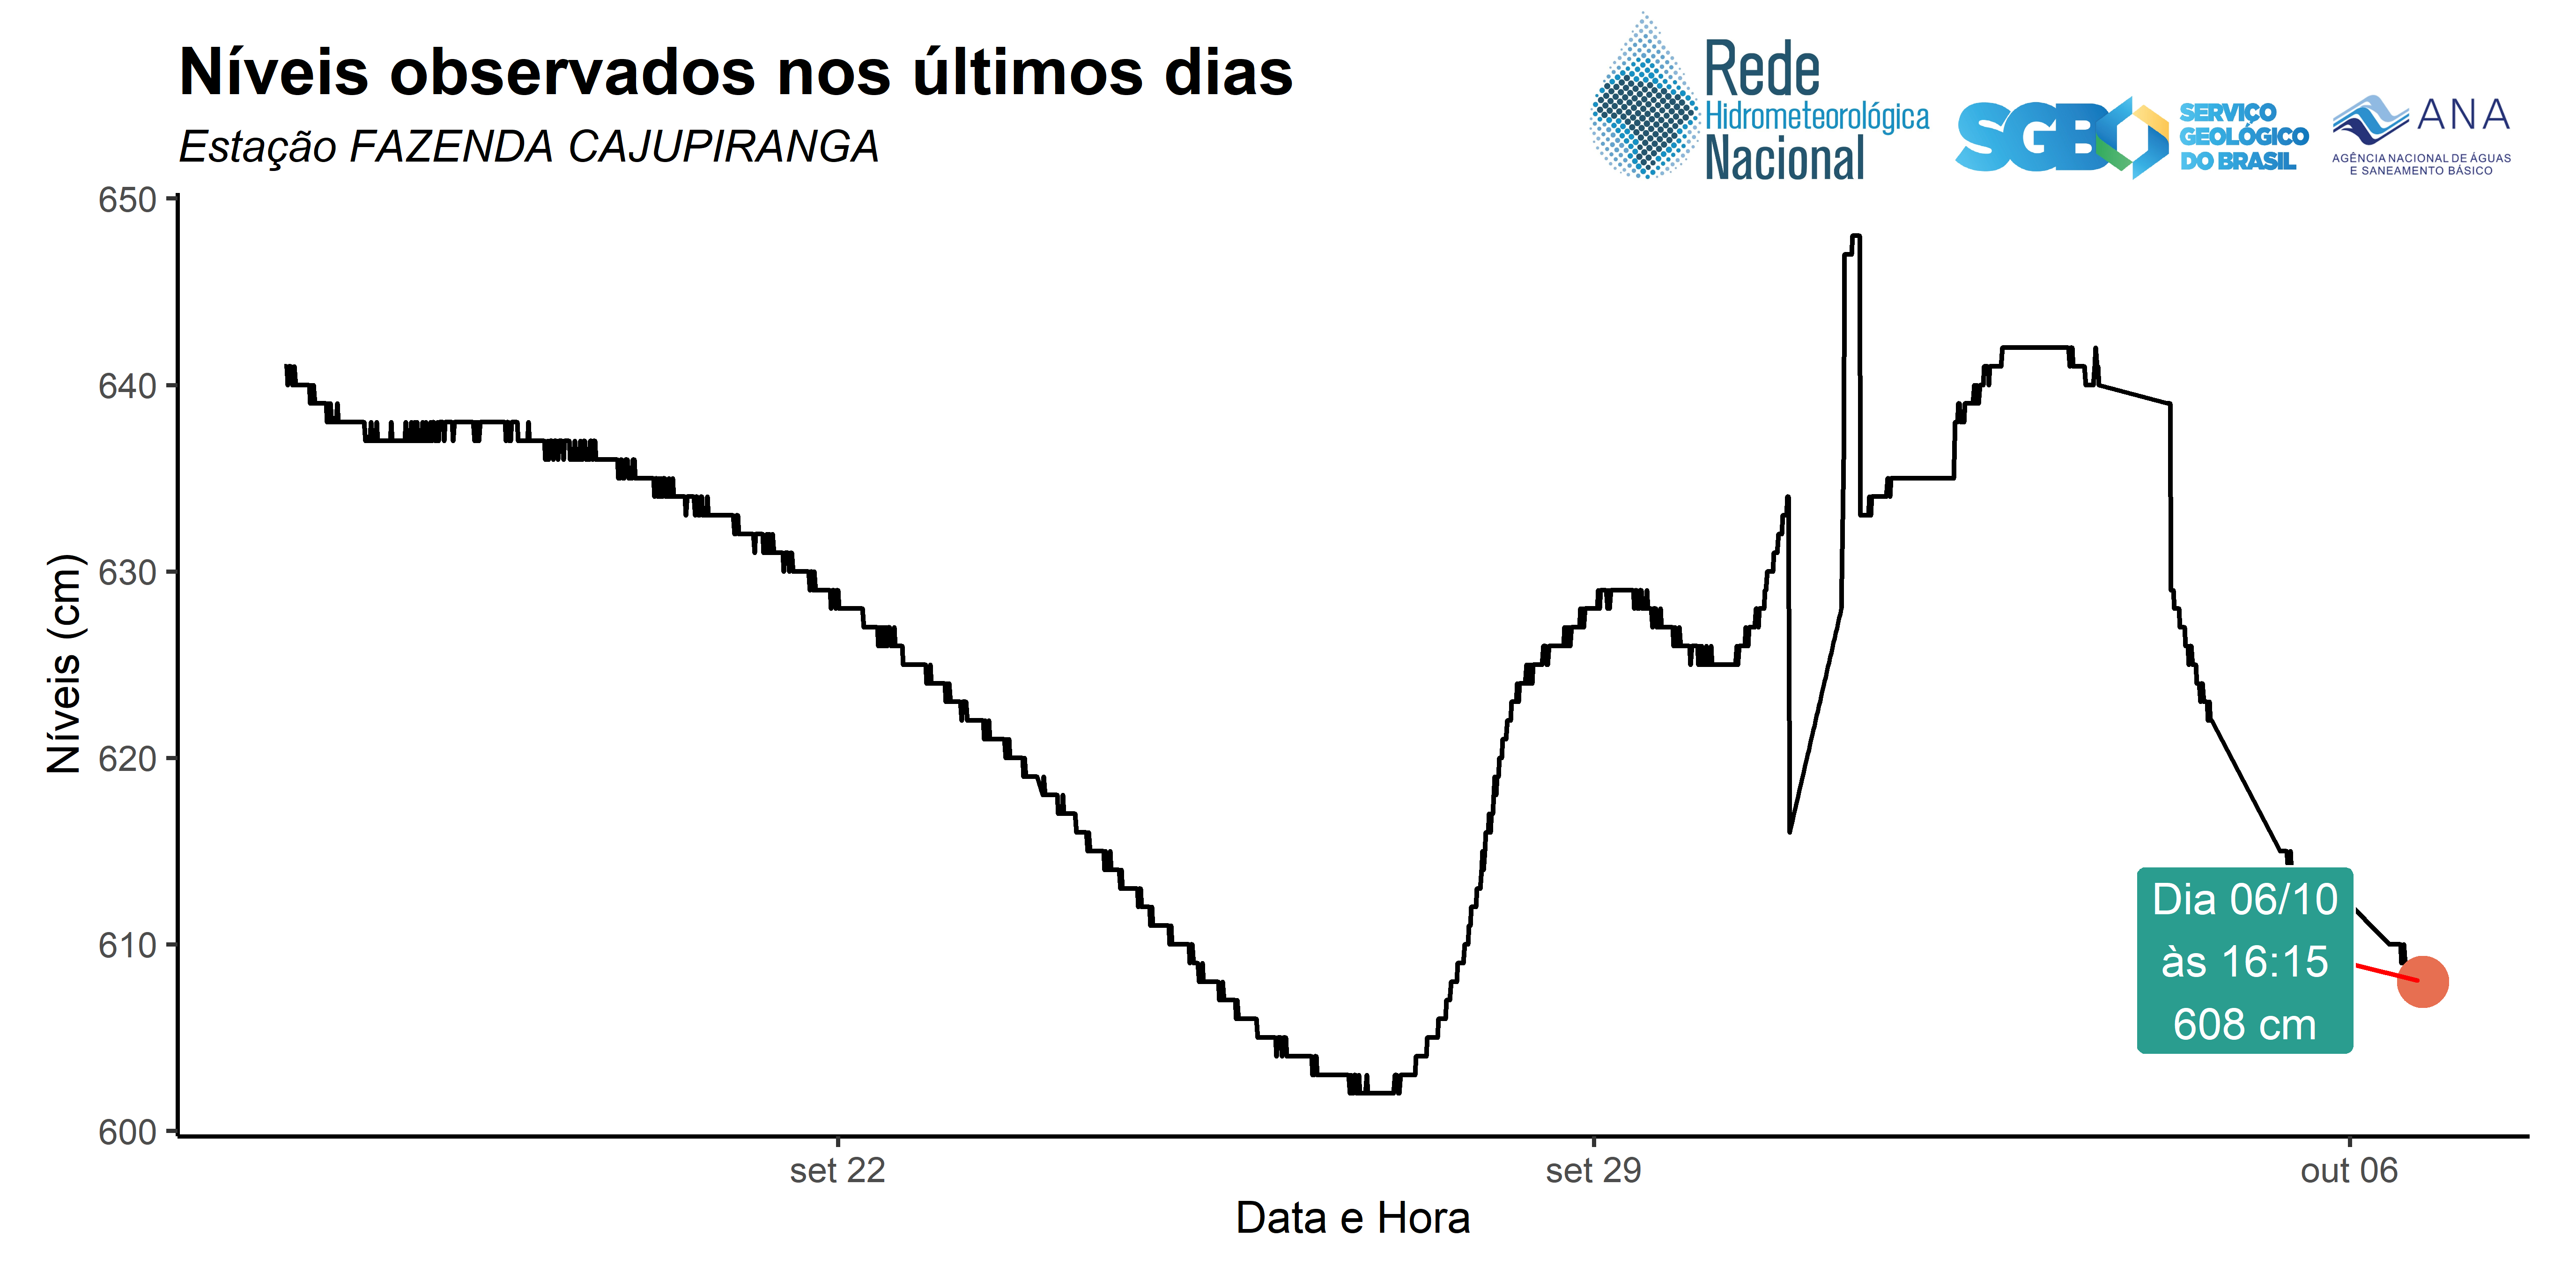 Níveis observados nos últimos dias
Estação FAZENDA CAJUPIRANGA
Rede
Hidrometeorológica
Nacional
SGB
SERVIÇO
GEOLÓGICO
DO BRASIL
ANA
AGÊNCIA NACIONAL DE ÁGUAS
E SANEAMENTO BÁSICO
Níveis (cm)
650
640
630
620
610
600
Dia 06/10
às 16:15
608 cm
set 22
set 29
out 06
Data e Hora